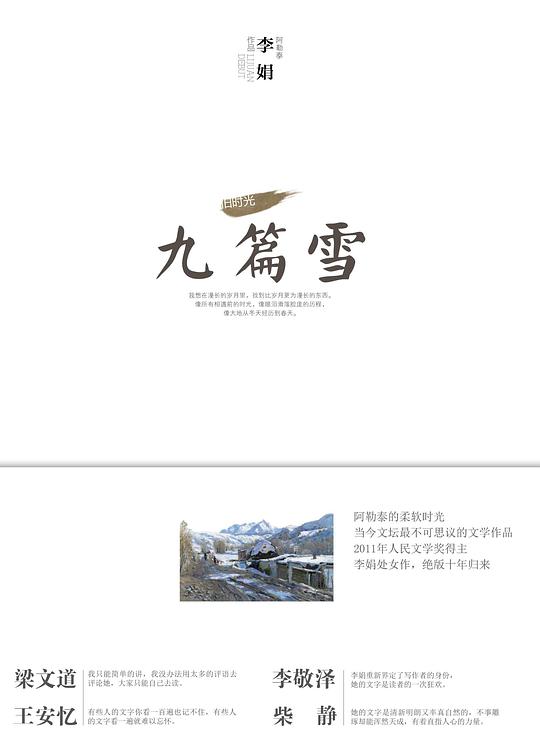 阿勒泰
李娟
作品
LIJUAN
DEBUT
旧时光
九篇雪
我想在漫长的岁月里，找到比岁月更为漫长的东西。
像所有相遇前的时光，像眼泪滑落脸庞的历程，
像大地从冬天经历到春天。
阿勒泰的柔软时光
当今文坛最不可思议的文学作品
2011年人民文学奖得主
李娟处女作，绝版十年归来
梁文道
我只能简单的讲，我没办法用太多的评语去
评论她，大家只能自己去读。
李敬泽
李娟重新界定了写作者的身份，
她的文字是读者的一次狂欢。
王安忆
有些人的文字你看一百遍也记不住，有些人
的文字看一遍就难以忘怀。
柴静
她的文字是清新明朗又率真自然的，不事雕
琢却能浑然天成，有着直指人心的力量。